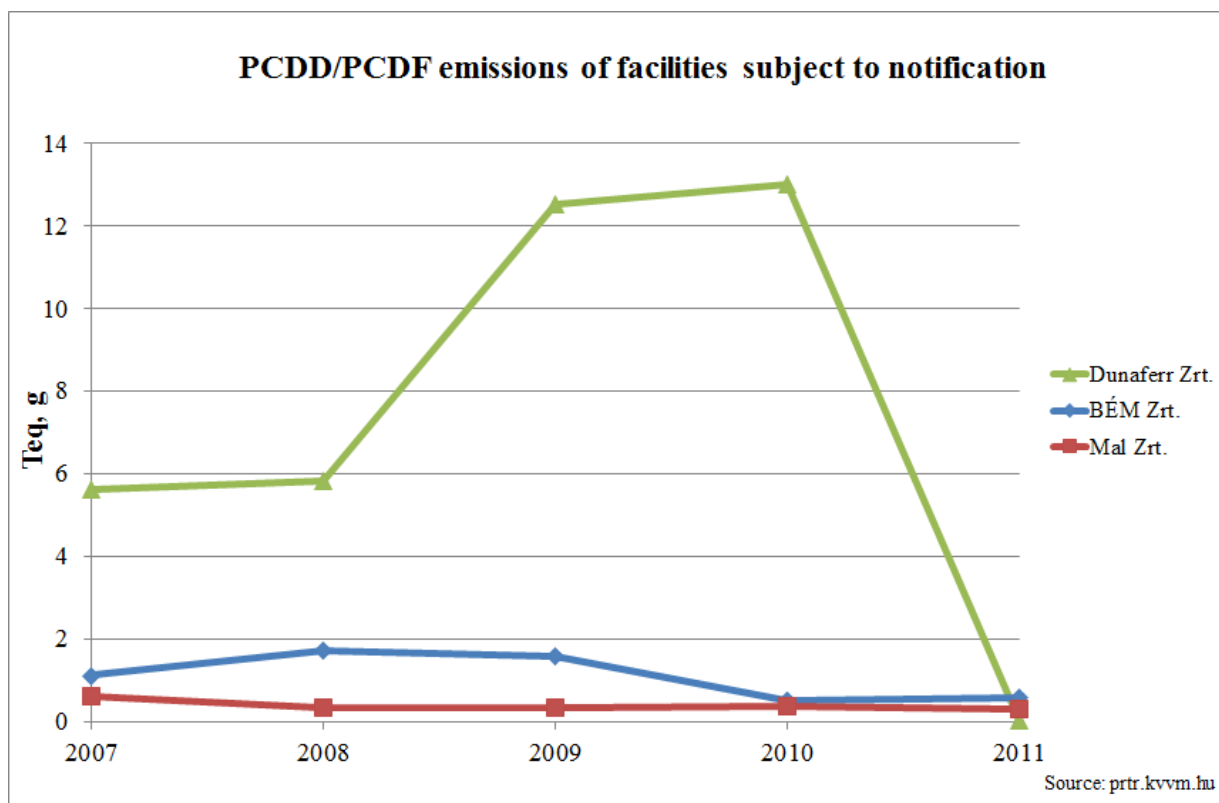 PCDD/PCDF emissions of facilities subject to notification
Teq, g
14
12
10
8
6
4
2
0
2007 2008 2009 2010 2011
Dunaferr Zrt.
BÉM Zrt.
Mal Zrt.
Source: prtr.kvvm.hu